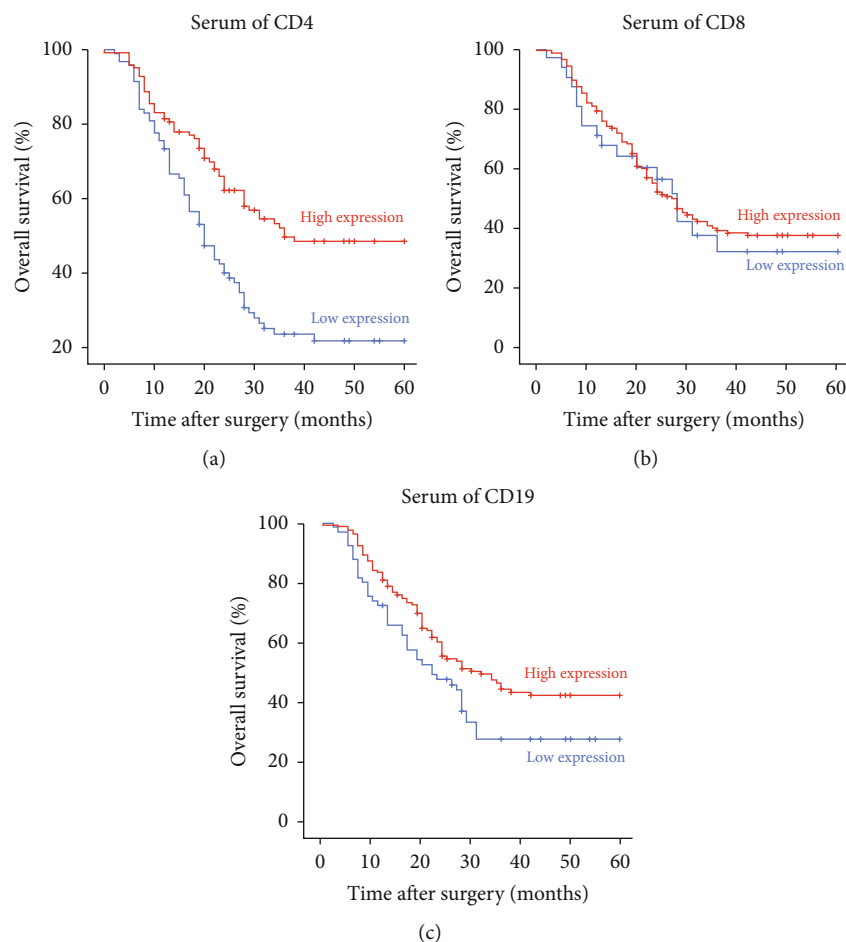 Serum of CD4
100
80
60
40
20
Overall survival (%)
High expression
Low expression
0 10 20 30 40 50 60
Time after surgery (months)
(a)
Serum of CD8
100
80
60
40
20
0
Overall survival (%)
High expression
Low expression
0 10 20 30 40 50 60
Time after surgery (months)
(b)
Serum of CD19
100
80
60
40
20
0
Overall survival (%)
High expression
Low expression
0 10 20 30 40 50 60
Time after surgery (months)
(c)